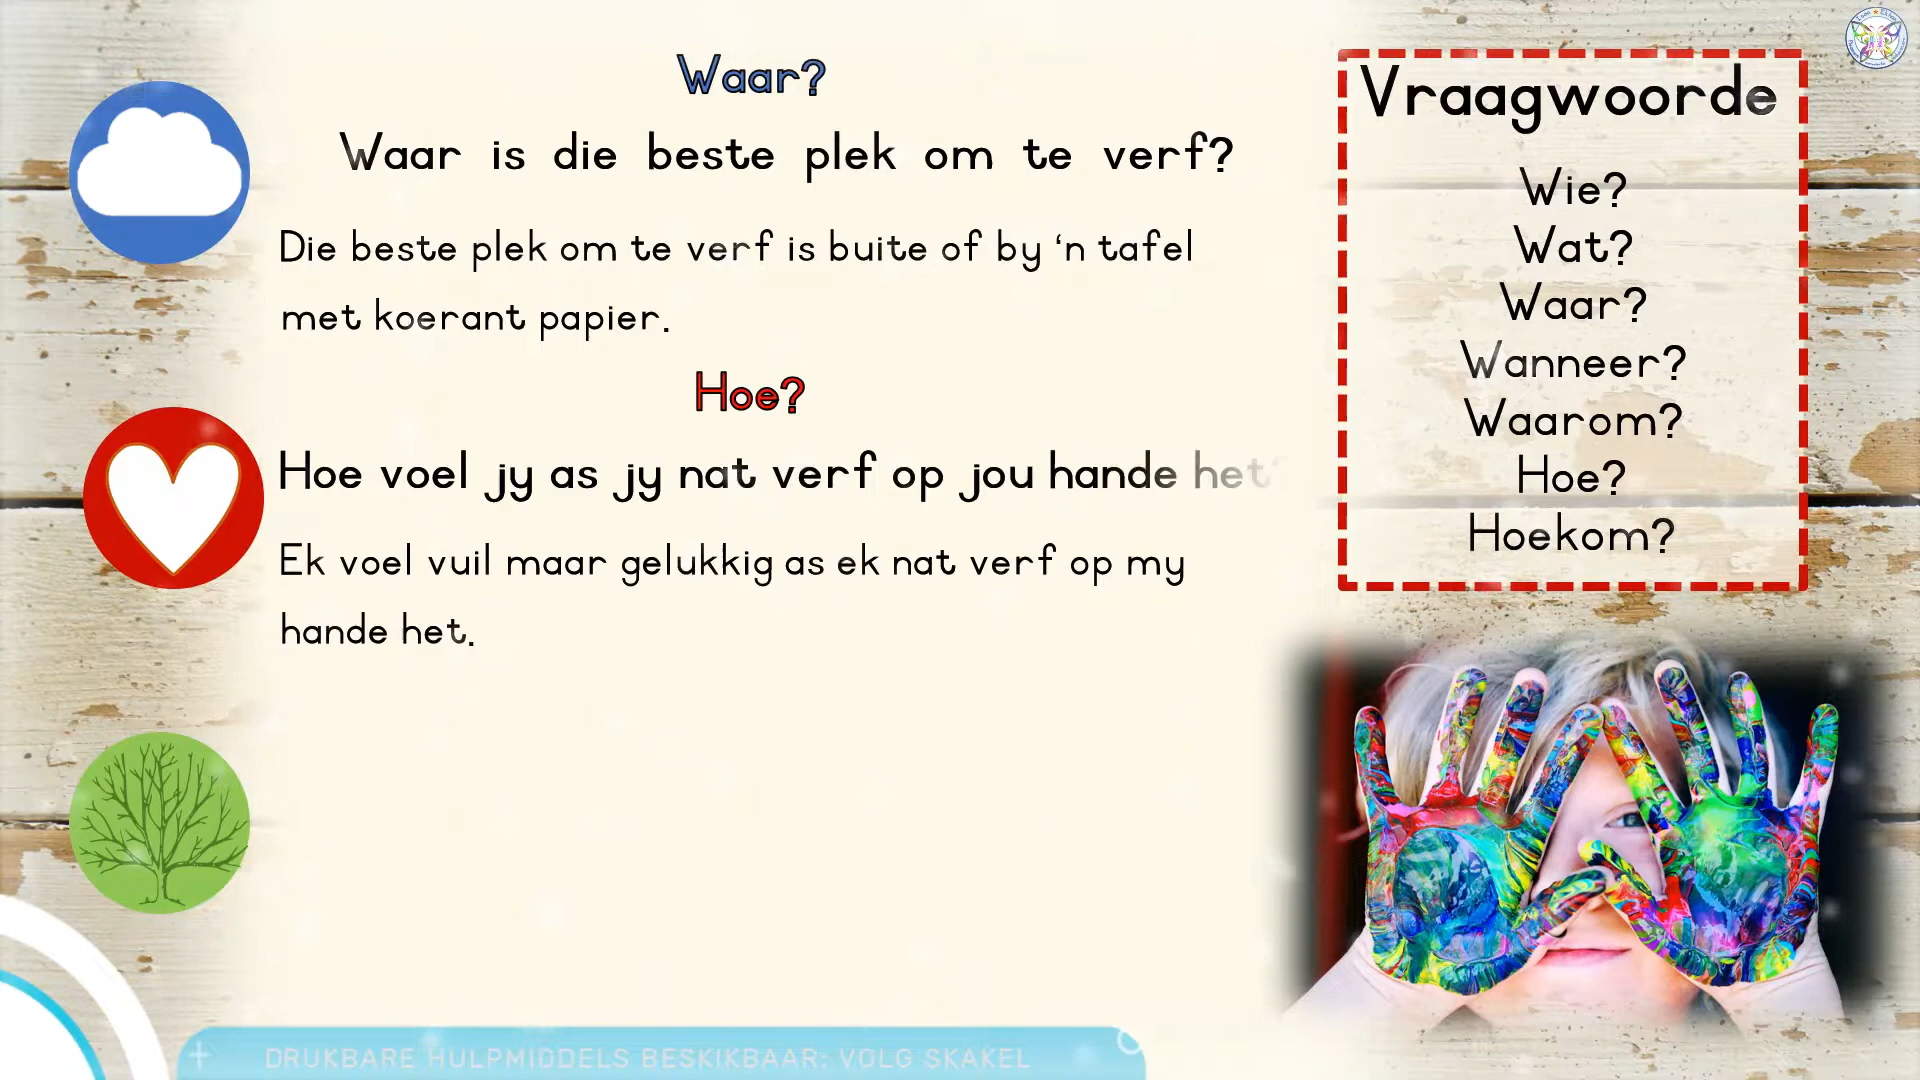 Waar?
Waar is die beste plek om te verf?
Die beste plek om te verf is buite of by ‘n tafel
met koerant papier.
Hoe?
Hoe voel jy as jy nat verf op jou hande het?
Ek voel vuil maar gelukkig as ek nat verf op my
hande het.
Vraagwoorde
Wie?
Wat?
Waar?
Wanneer?
Waarom?
Hoe?
Hoekom?
DRUKBARE HULPMIDDELS BESKIKBAAR: VOLG SKAKEL